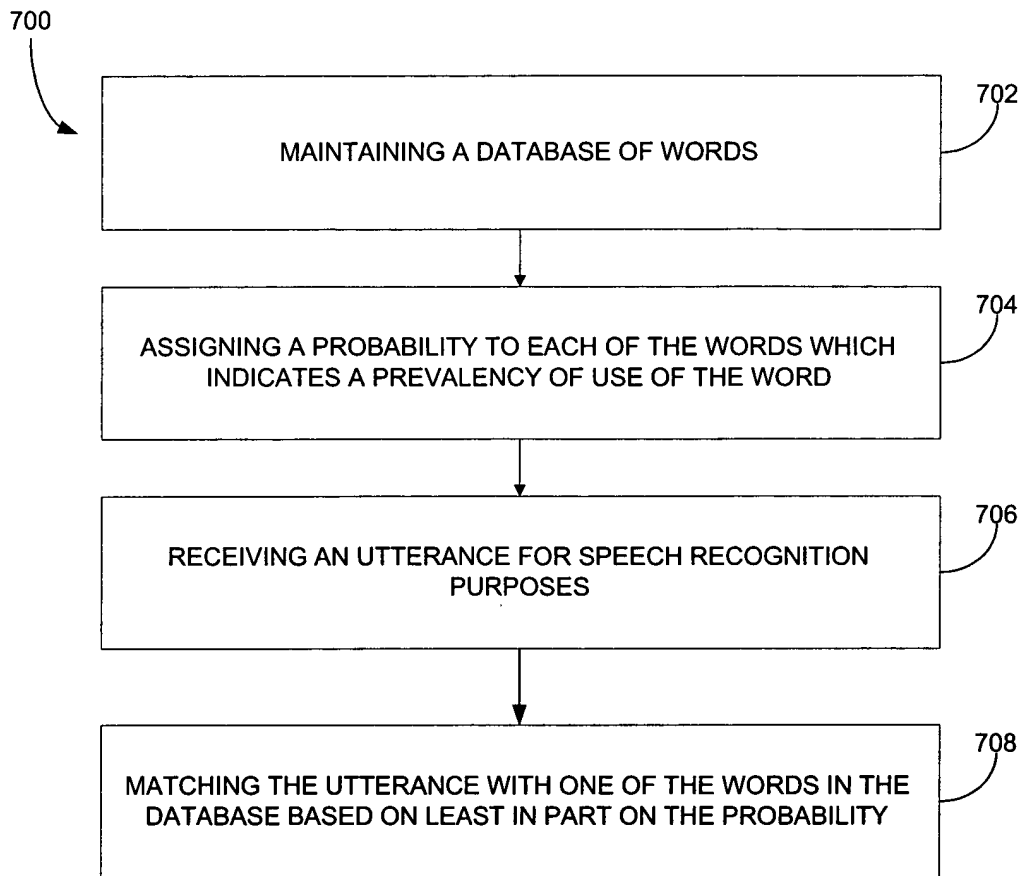 700
702
MAINTAINING A DATABASE OF WORDS
704
ASSIGNING A PROBABILITY TO EACH OF THE WORDS WHICH
INDICATES A PREVALENCY OF USE OF THE WORD
706
RECEIVING AN UTTERANCE FOR SPEECH RECOGNITION
PURPOSES
708
MATCHING THE UTTERANCE WITH ONE OF THE WORDS IN THE
DATABASE BASED ON LEAST IN PART ON THE PROBABILITY